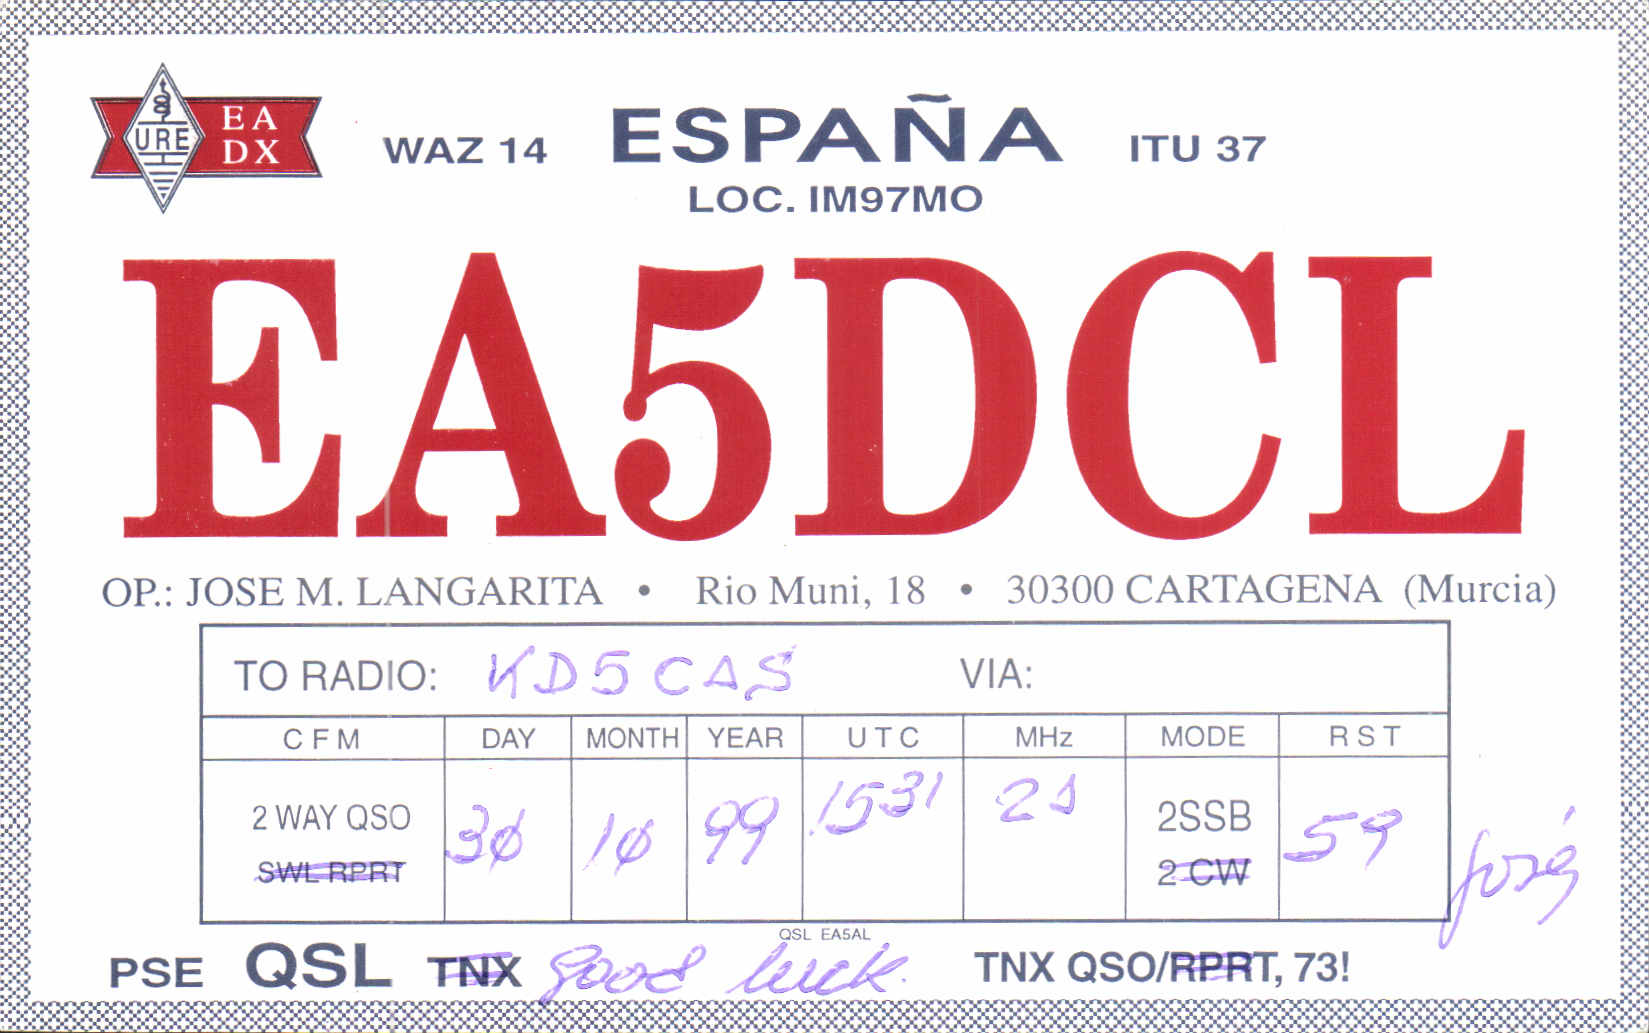 URE EA DX
WAZ 14 ESPAÑA ITU 37
LOC. IM97MO
EA5DCL
OP.: JOSE M. LANGARITA • Rio Muni, 18 • 30300 CARTAGENA (Murcia)
TO RADIO: KD5CAS VIA:
CFM DAY MONTH YEAR UTC MHz MODE RST
2 WAY QSO 30 10 99 1531 21 2SSB 59
SWL RPRT 2 CW José
QSL EA5AL
PSE QSL TNX good luck. TNX QSO/RPRT, 73!